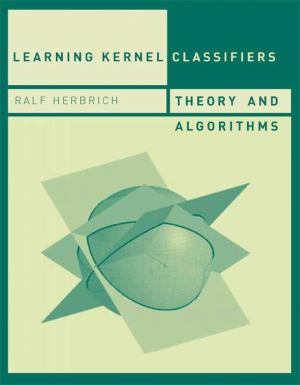 LEARNING KERNEL CLASSIFIERS
RALF HERBRICH
THEORY AND
ALGORITHMS